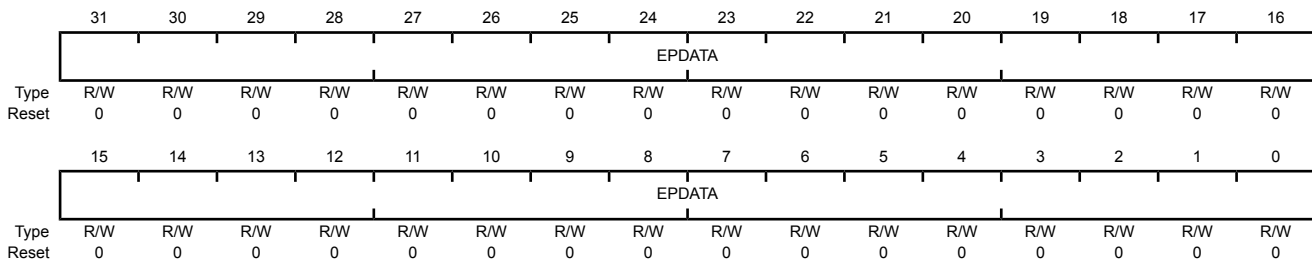 31 30 29 28 27 26 25 24 23 22 21 20 19 18 17 16
EPDATA
Type R/W R/W R/W R/W R/W R/W R/W R/W R/W R/W R/W R/W R/W R/W R/W R/W
Reset 0 0 0 0 0 0 0 0 0 0 0 0 0 0 0 0
15 14 13 12 11 10 9 8 7 6 5 4 3 2 1 0
EPDATA
Type R/W R/W R/W R/W R/W R/W R/W R/W R/W R/W R/W R/W R/W R/W R/W R/W
Reset 0 0 0 0 0 0 0 0 0 0 0 0 0 0 0 0